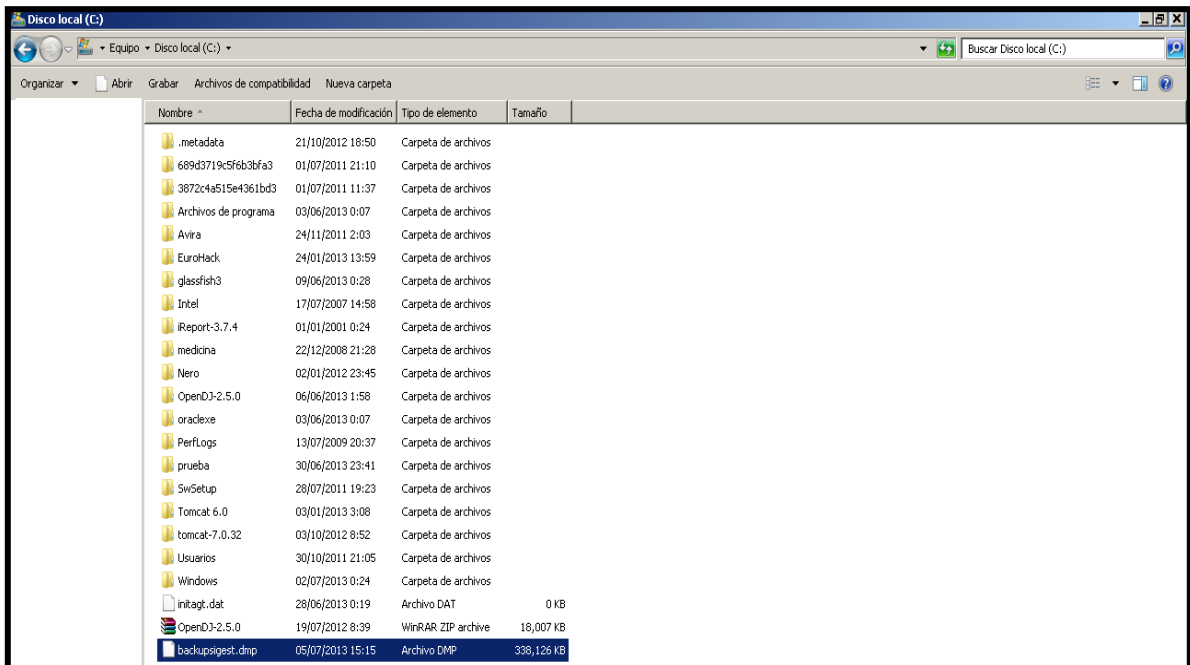 Disco local (C:)
Equipo Disco local (C:) Buscar Disco local (C:)
Organizar Abrir Grabar Archivos de compatibilidad Nueva carpeta
Nombre Fecha de modificación Tipo de elemento Tamaño
.metadata 21/10/2012 18:50 Carpeta de archivos
689d3719c5f6b3bfa3 01/07/2011 21:10 Carpeta de archivos
3872c4a515e4361bd3 01/07/2011 11:37 Carpeta de archivos
Archivos de programa 03/06/2013 0:07 Carpeta de archivos
Avira 24/11/2011 2:03 Carpeta de archivos
EuroHack 24/01/2013 13:59 Carpeta de archivos
glassfish3 09/06/2013 0:28 Carpeta de archivos
Intel 17/07/2007 14:58 Carpeta de archivos
iReport-3.7.4 01/01/2001 0:24 Carpeta de archivos
medicina 22/12/2008 21:28 Carpeta de archivos
Nero 02/01/2012 23:45 Carpeta de archivos
OpenDJ-2.5.0 06/06/2013 1:58 Carpeta de archivos
oraclexe 03/06/2013 0:07 Carpeta de archivos
PerfLogs 13/07/2009 20:37 Carpeta de archivos
prueba 30/06/2013 23:41 Carpeta de archivos
SwSetup 28/07/2011 19:23 Carpeta de archivos
Tomcat 6.0 03/01/2013 3:08 Carpeta de archivos
tomcat-7.0.32 03/10/2012 8:52 Carpeta de archivos
Usuarios 30/10/2011 21:05 Carpeta de archivos
Windows 02/07/2013 0:24 Carpeta de archivos
initagt.dat 28/06/2013 0:19 Archivo DAT 0 KB
OpenDJ-2.5.0 19/07/2012 8:39 WinRAR ZIP archive 18,007 KB
backupsigest.dmp 05/07/2013 15:15 Archivo DMP 338,126 KB